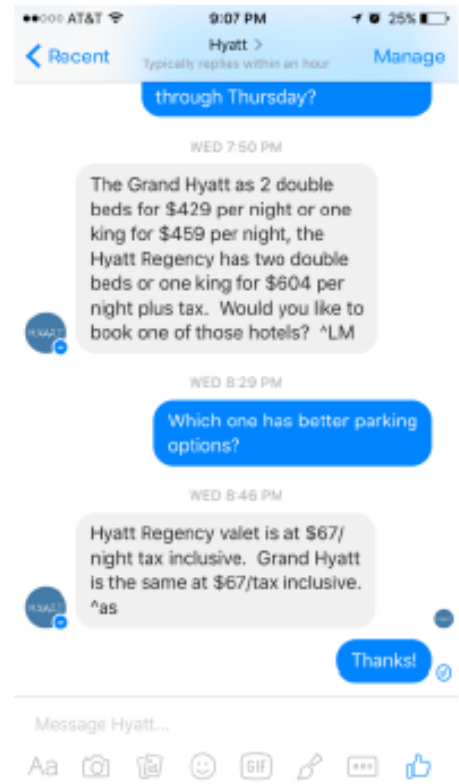 AT&T 9:07 PM 25%
Recent Hyatt > Manage
Typically replies within an hour
through Thursday?
WED 7:50 PM
The Grand Hyatt as 2 double
beds for $429 per night or one
king for $459 per night, the
Hyatt Regency has two double
beds or one king for $604 per
night plus tax. Would you like to
book one of those hotels? ^LM
HYATT
WED 8:29 PM
Which one has better parking
options?
WED 8:46 PM
Hyatt Regency valet is at $67/
night tax inclusive. Grand Hyatt
is the same at $67/tax inclusive.
^as
HYATT
Thanks!
Message Hyatt...
Aa GIF